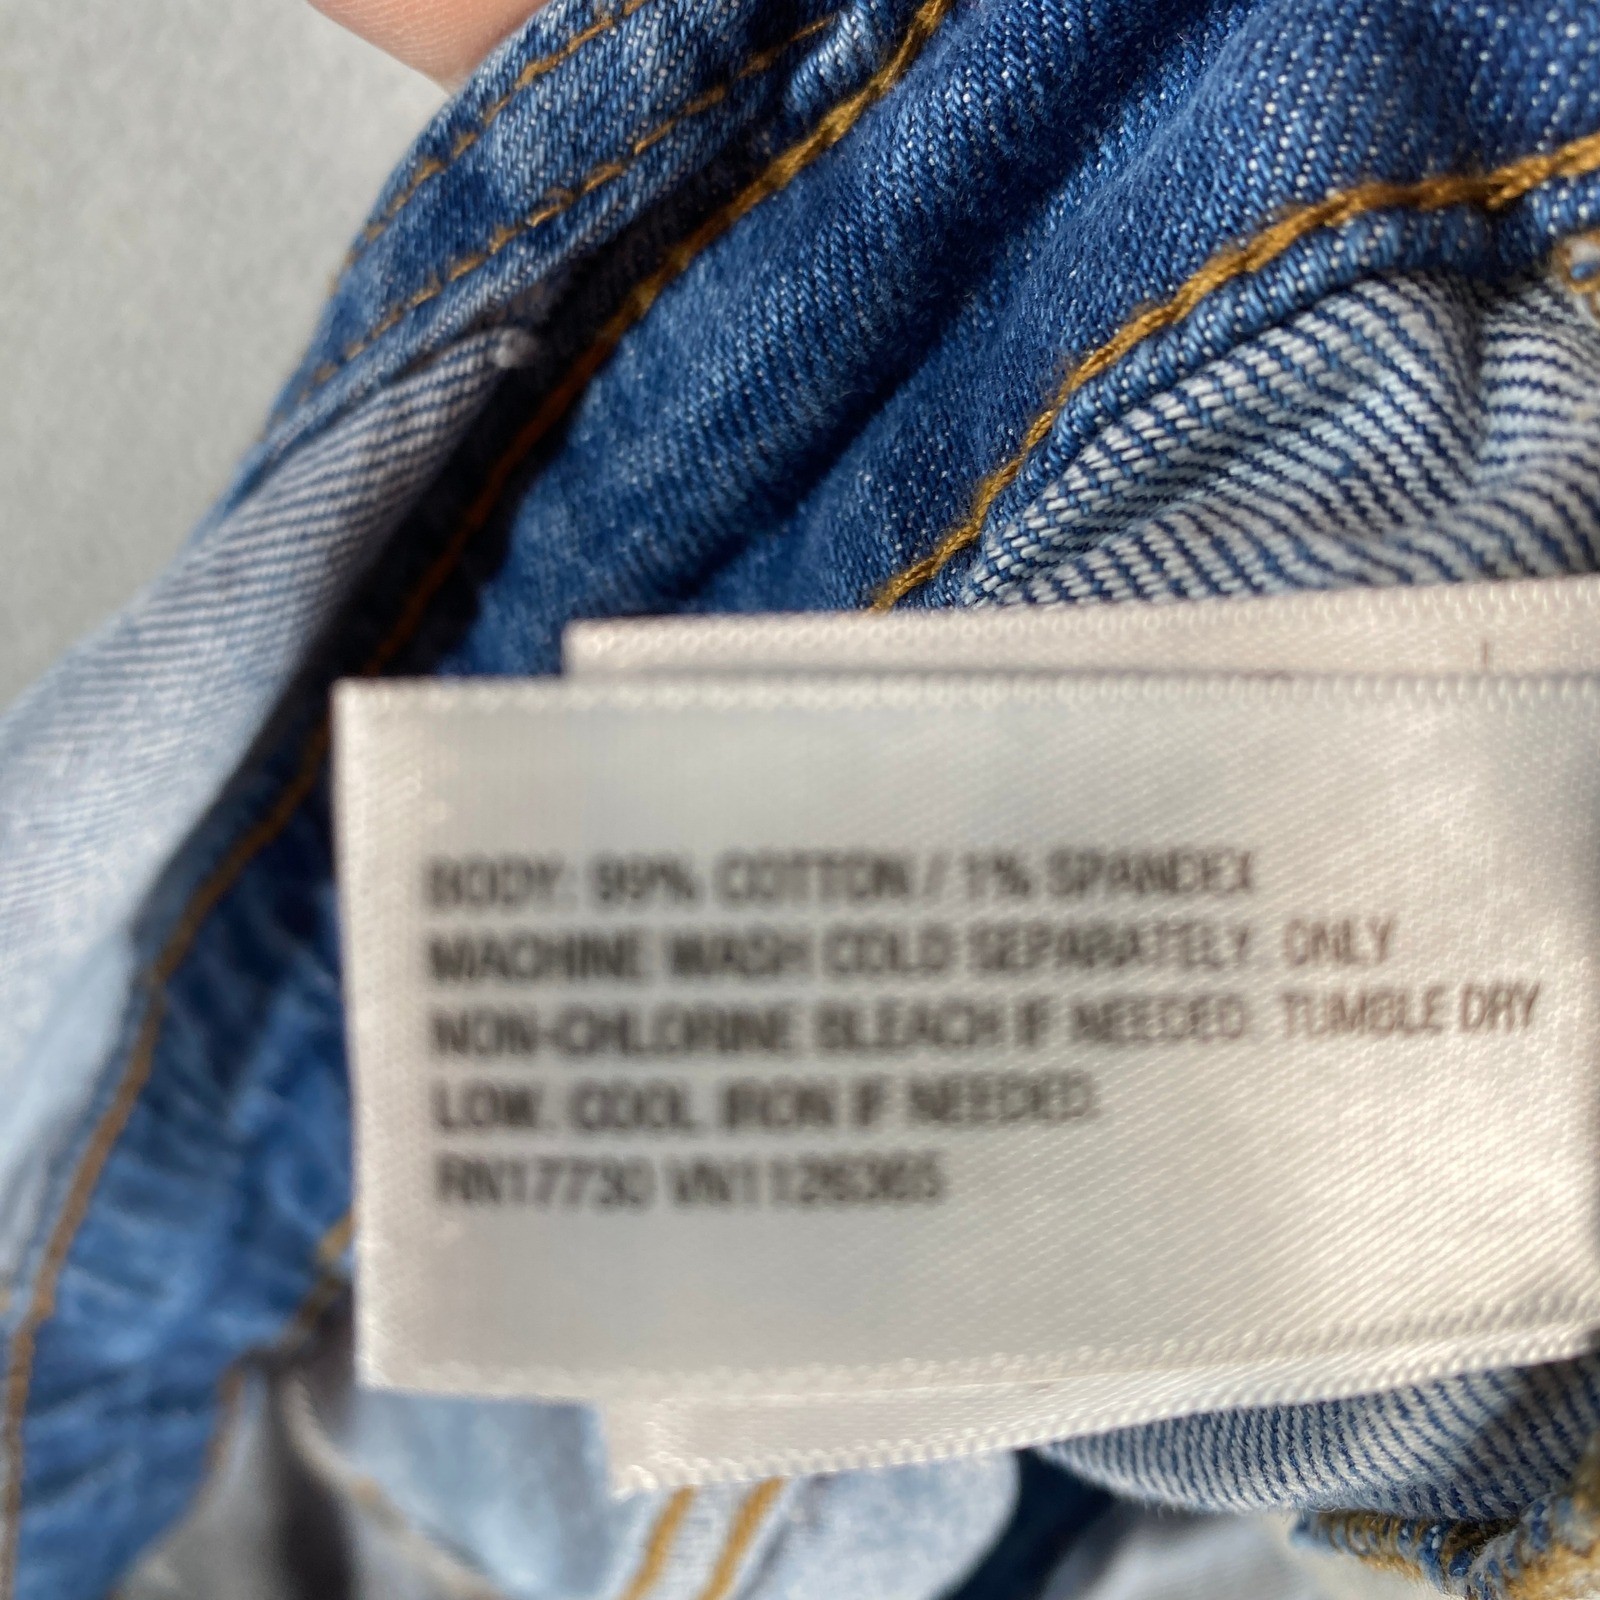 BODY: 99% COTTON / 1% SPANDEX
MACHINE WASH COLD SEPARATELY. ONLY
NON-CHLORINE BLEACH IF NEEDED. TUMBLE DRY
LOW. COOL IRON IF NEEDED.
RN17730 VN1126365